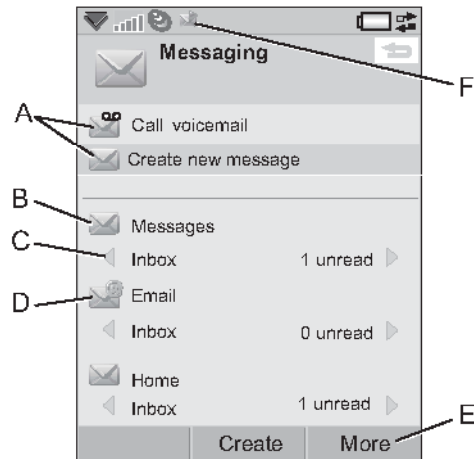 F
Messaging
A
Call voicemail
Create new message
B
Messages
C
Inbox 1 unread
D
Email
Inbox 0 unread
Home
Inbox 1 unread
E
Create More